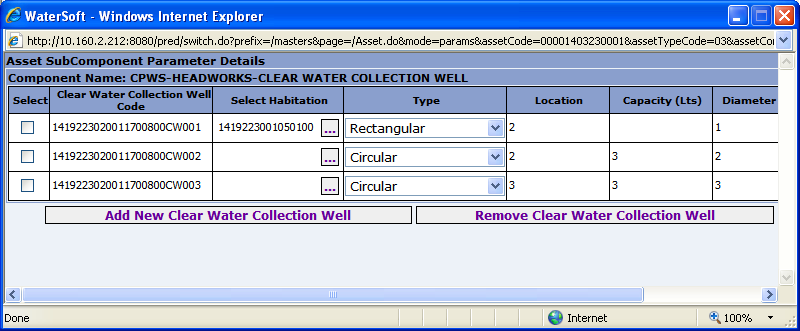 WaterSoft - Windows Internet Explorer
http://10.160.2.212:8080/pred/switch.do?prefix=/masters&page=/Asset.do&mode=params&assetCode=00001403230001&assetTypeCode=03&assetCor
Asset SubComponent Parameter Details
Component Name: CPWS-HEADWORKS-CLEAR WATER COLLECTION WELL
Select Clear Water Collection Well Code Select Habitation Type Location Capacity (Lts) Diameter
1419223020011700800CW001 1419223001050100 ... Rectangular 2 1
1419223020011700800CW002 ... Circular 2 3 2
1419223020011700800CW003 ... Circular 3 3 3
Add New Clear Water Collection Well Remove Clear Water Collection Well
Done Internet 100%